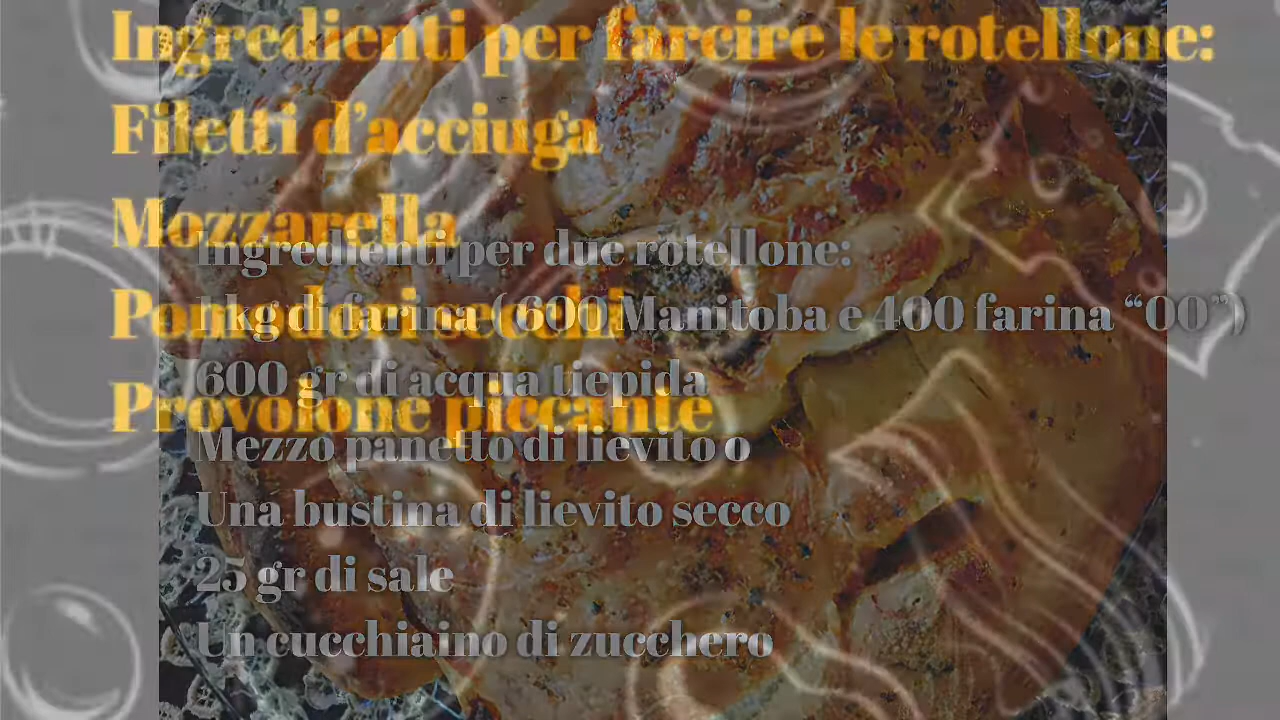 Ingredienti per farcire le rotellone:
Filetti d'acciuga
Mozzarella
Pomodori secchi
Provolone piccante
Ingredienti per due rotellone:
1 kg di farina ( 600 Manitoba e 400 farina “00”)
600 gr di acqua tiepida
Mezzo panetto di lievito o
Una bustina di lievito secco
25 gr di sale
Un cucchiaino di zucchero